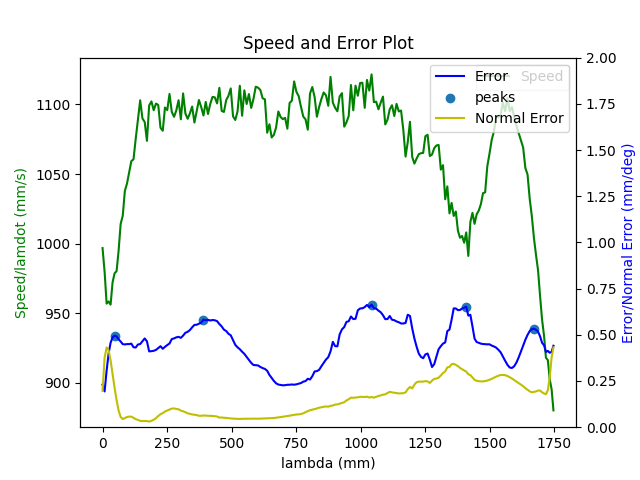 Speed and Error Plot
Speed/lamdot (mm/s)
1100
1050
1000
950
900
Error
Speed
peaks
Normal Error
2.00
1.75
1.50
1.25
1.00
0.75
0.50
0.25
0.00
Error/Normal Error (mm/deg)
0
250
500
750
1000
1250
1500
1750
lambda (mm)